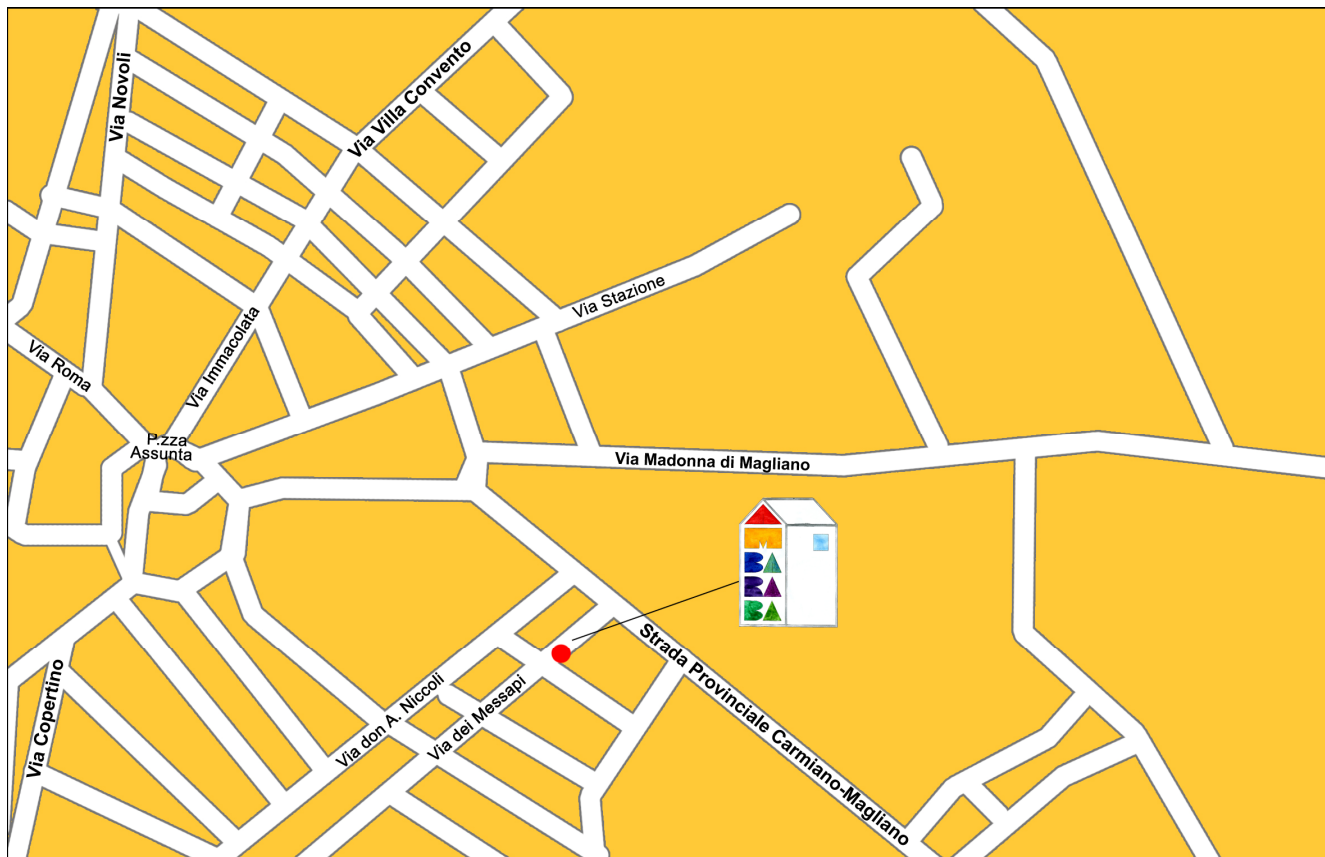 Via Novoli
Via Villa Convento
Via Stazione
Via Immacolata
Via Roma
P.zza
Assunta
Via Madonna di Magliano
BA
BA
BA
Strada Provinciale Carmiano-Magliano
Via don A. Niccoli
Via dei Messapi
Via Copertino